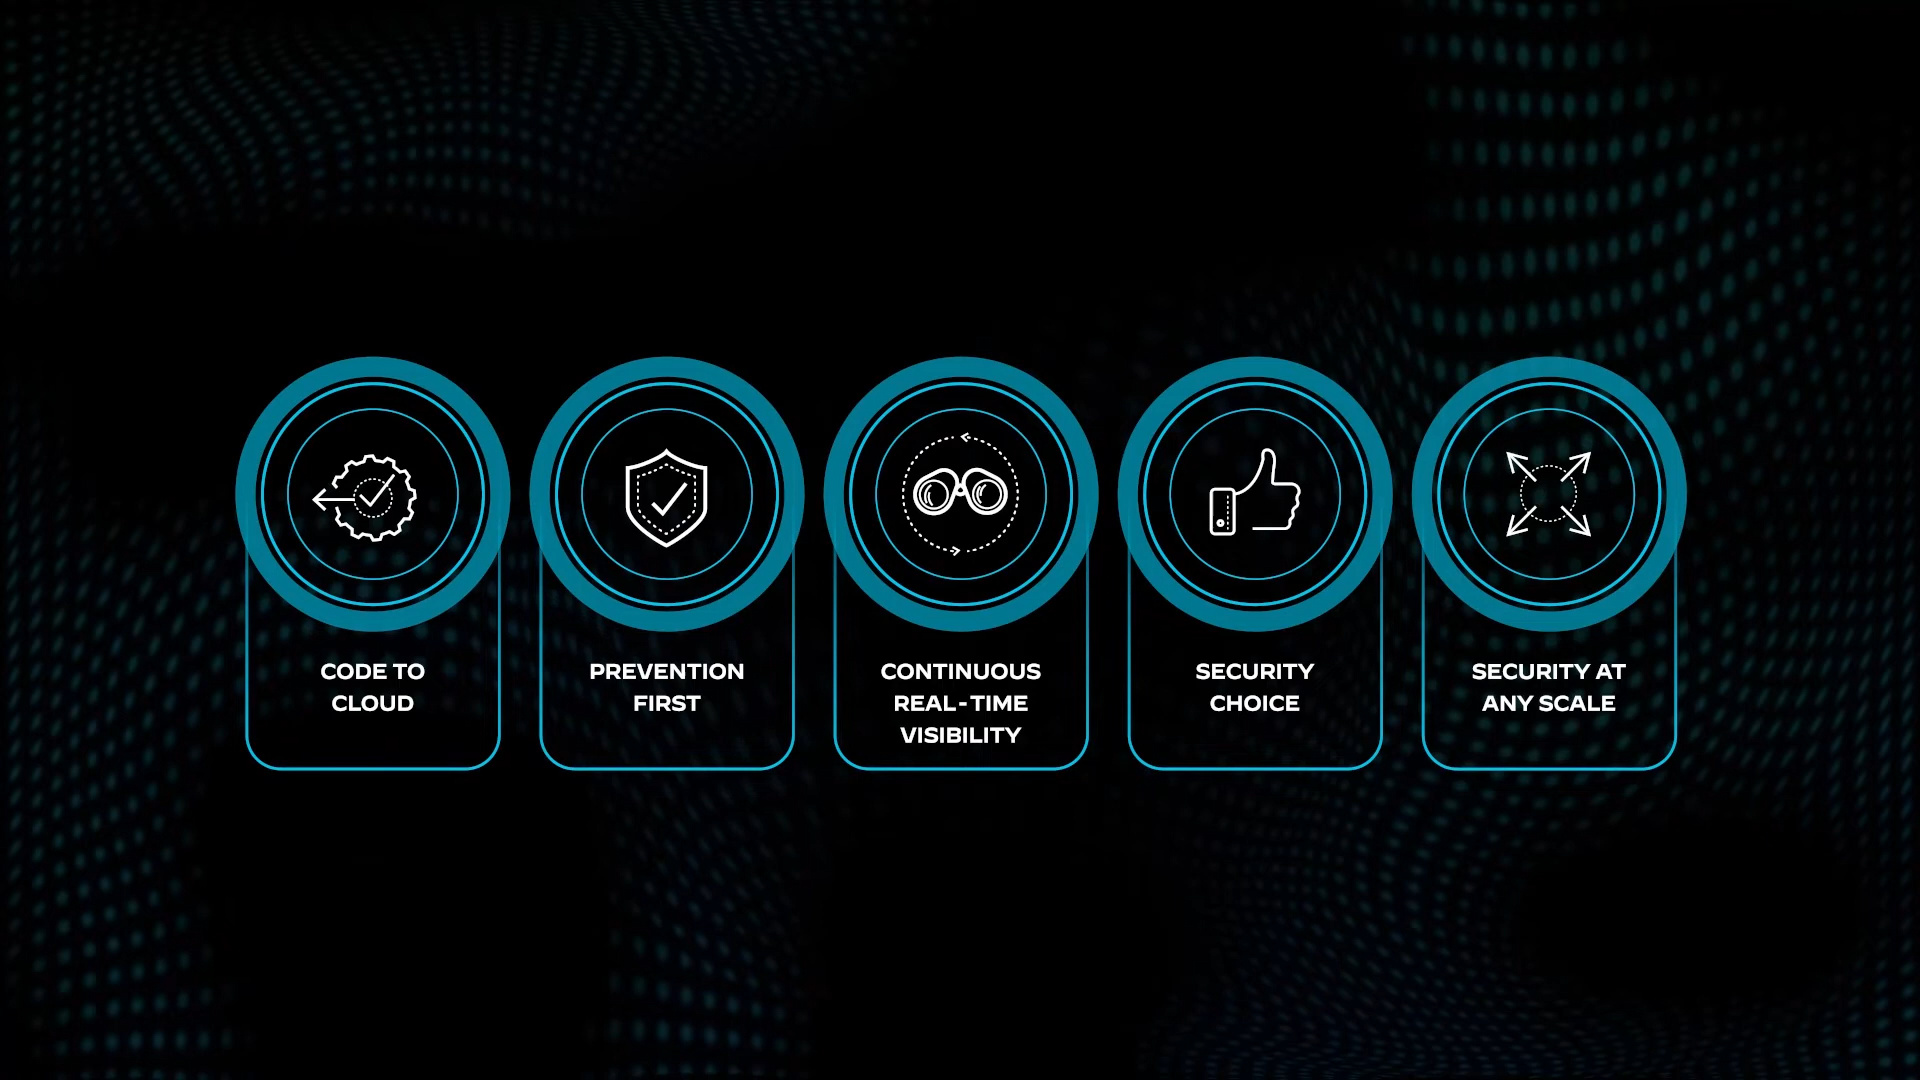 CODE TO
CLOUD
PREVENTION
FIRST
CONTINUOUS
REAL-TIME
VISIBILITY
SECURITY
CHOICE
SECURITY AT
ANY SCALE